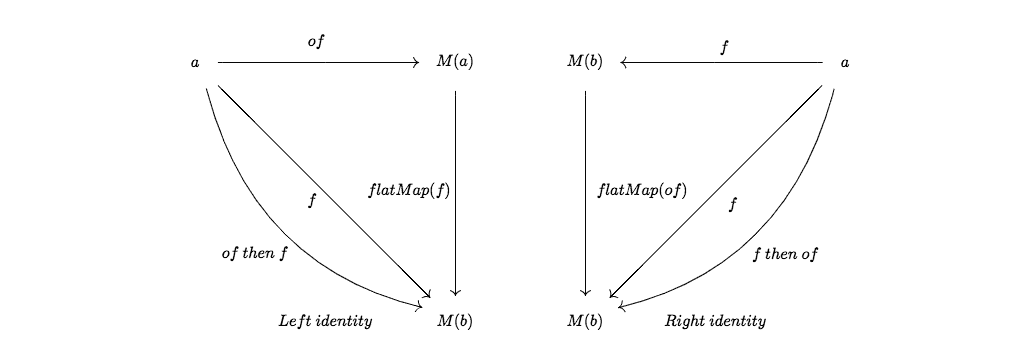 of
a
M(a)
flatMap(f)
f
of then f
Left identity
M(b)
f
M(b)
a
flatMap(of)
f
f then of
M(b)
Right identity